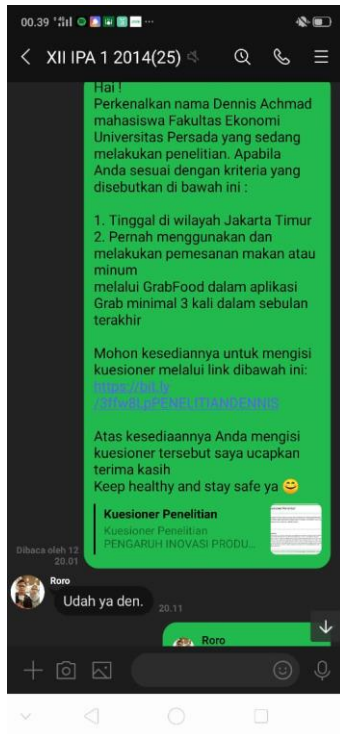 00.39
XII IPA 1 2014(25)
Hai !
Perkenalkan nama Dennis Achmad
mahasiswa Fakultas Ekonomi
Universitas Persada yang sedang
melakukan penelitian. Apabila
Anda sesuai dengan kriteria yang
disebutkan di bawah ini :
1. Tinggal di wilayah Jakarta Timur
2. Pernah menggunakan dan
melakukan pemesanan makan atau
minum
melalui GrabFood dalam aplikasi
Grab minimal 3 kali dalam sebulan
terakhir
Mohon kesediannya untuk mengisi
kuesioner melalui link dibawah ini:
https://bit.ly
/3ffw8LpPENELITIANDENNIS
Atas kesediaannya Anda mengisi
kuesioner tersebut saya ucapkan
terima kasih
Keep healthy and stay safe ya 😊
Kuesioner Penelitian
Kuesioner Penelitian
PENGARUH INOVASI PRODU...
Dibaca oleh 12
20.01
Roro
Udah ya den.
20.11
Roro